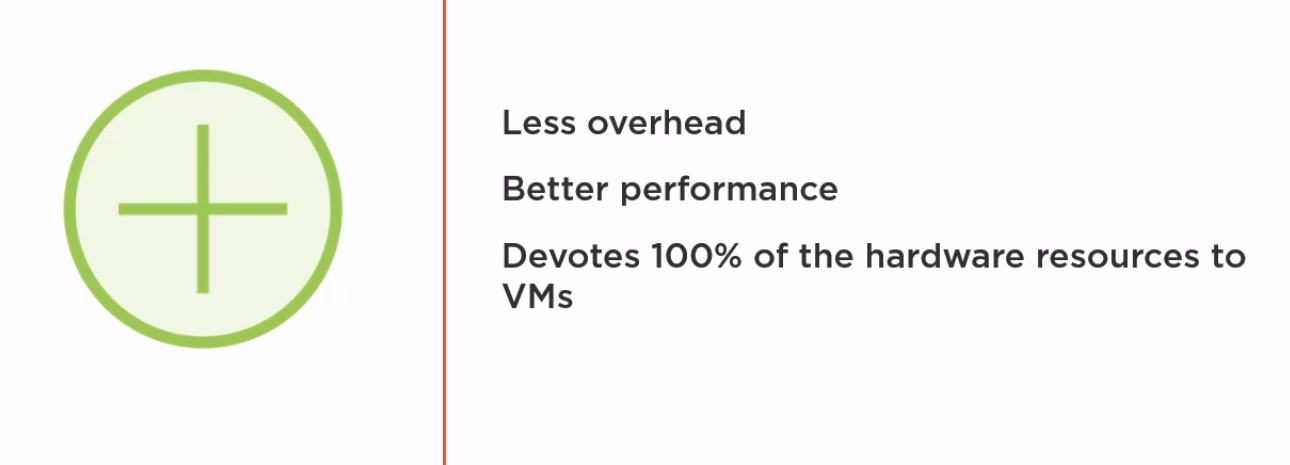 Less overhead
Better performance
Devotes 100% of the hardware resources to
VMs